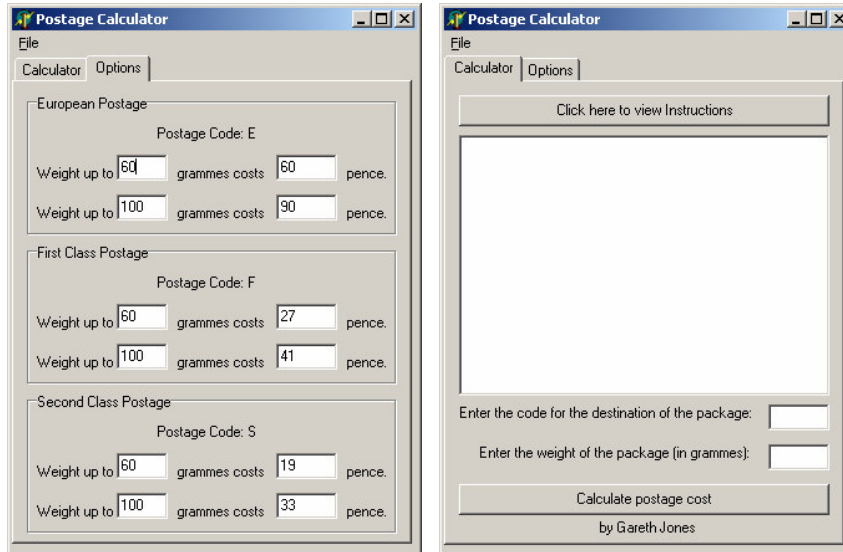 Postage Calculator
File
Calculator Options
European Postage
Postage Code: E
Weight up to 60 grammes costs 60 pence.
Weight up to 100 grammes costs 90 pence.
First Class Postage
Postage Code: F
Weight up to 60 grammes costs 27 pence.
Weight up to 100 grammes costs 41 pence.
Second Class Postage
Postage Code: S
Weight up to 60 grammes costs 19 pence.
Weight up to 100 grammes costs 33 pence.
Postage Calculator
File
Calculator Options
Click here to view Instructions
Enter the code for the destination of the package:
Enter the weight of the package (in grammes):
Calculate postage cost
by Gareth Jones